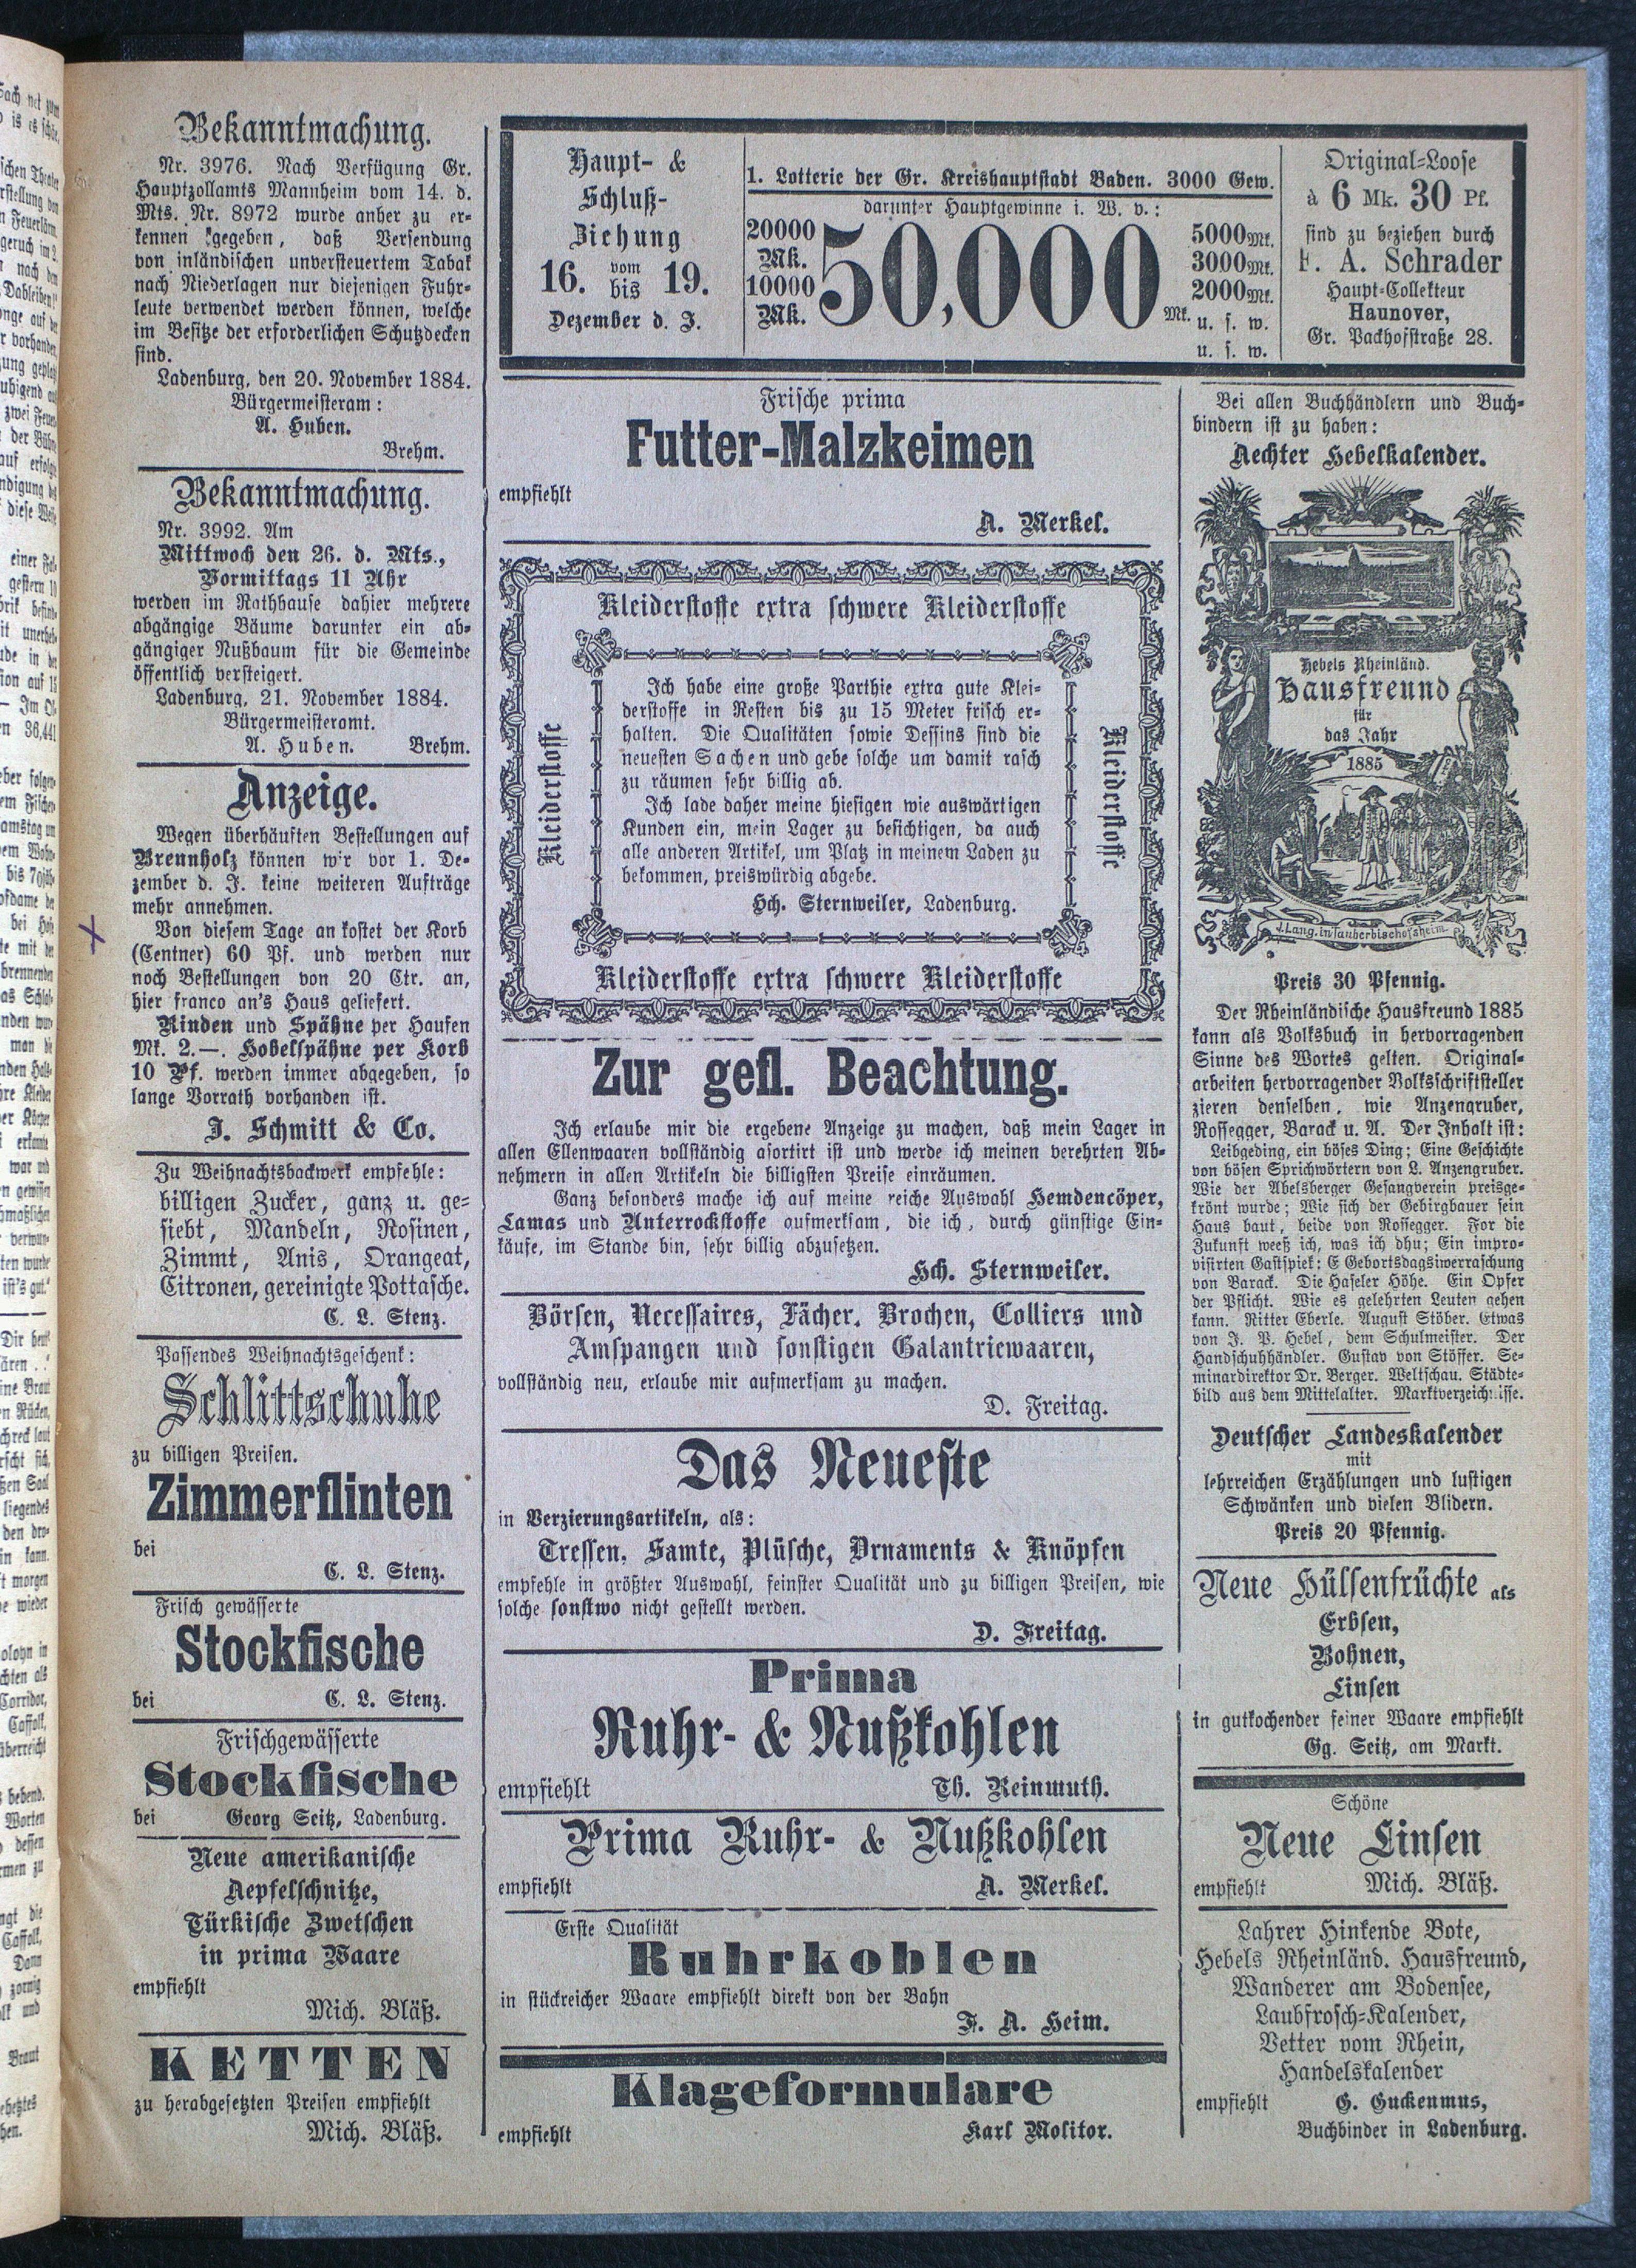 Bekanntmachung.
Nr. 3976. Nach Verfügung Gr.
Hauptzollamts Mannheim vom 14. d.
Mts. Nr. 8972 wurde anher zu er-
kennen gegeben, daß Versendung
von inländischen unversteuertem Tabak
nach Niederlagen nur diejenigen Fuhr-
leute verwendet werden können, welche
im Besitze der erforderlichen Schutzdecken
sind.
Ladenburg, den 20. November 1884.
Bürgermeisteram:
A. Huben.
Brehm.
Bekanntmachung.
Nr. 3992. Am
Mittwoch den 26. d. Mts.,
Vormittags 11 Uhr
werden im Rathhause dahier mehrere
abgängige Bäume darunter ein ab-
gängiger Nußbaum für die Gemeinde
öffentlich versteigert.
Ladenburg, 21. November 1884.
Bürgermeisteramt.
A. Huben. Brehm.
Anzeige.
Wegen überhäuften Bestellungen auf
Brennholz können wir vor 1. De-
zember d. J. keine weiteren Aufträge
mehr annehmen.
Von diesem Tage an kostet der Korb
(Centner) 60 Pf. und werden nur
noch Bestellungen von 20 Ctr. an,
hier franco an's Haus geliefert.
Rinden und Spähne per Haufen
Mk. 2.—. Hobelspähne per Korb
10 Pf. werden immer abgegeben, so
lange Vorrath vorhanden ist.
J. Schmitt & Co.
Zu Weihnachtsbackwerk empfehle:
billigen Zucker, ganz u. ge-
siebt, Mandeln, Rosinen,
Zimmt, Anis, Orangeat,
Citronen, gereinigte Pottasche.
C. L. Stenz.
Passendes Weihnachtsgeschenk:
Schlittschuhe
zu billigen Preisen.
Zimmerflinten
bei
C. L. Stenz.
Frisch gewässerte
Stockfische
bei C. L. Stenz.
Frischgewässerte
Stockfische
bei Georg Seitz, Ladenburg.
Neue amerikanische
Aepfelschnitze,
Türkische Zwetschen
in prima Waare
empfiehlt
Mich. Bläß.
KETTEN
zu herabgesetzten Preisen empfiehlt
Mich. Bläß.
Haupt- &
Schluß-
Ziehung
16. vom bis 19.
Dezember d. J.
1. Lotterie der Gr. Kreishauptstadt Baden. 3000 Gew.
darunter Hauptgewinne i. W. v.:
20000
Mk.
10000
Mk.
50,000
Mk.
5000Mk.
3000Mk.
2000Mk.
u. s. w.
u. s. w.
Original-Loose
à 6 Mk. 30 Pf.
sind zu beziehen durch
F. A. Schrader
Haupt-Collekteur
Hannover,
Gr. Packhofstraße 28.
Frische prima
Futter-Malzkeimen
empfiehlt
A. Merkel.
Kleiderstoffe extra schwere Kleiderstoffe
Kleiderstoffe
Ich habe eine große Parthie extra gute Klei-
derstoffe in Resten bis zu 15 Meter frisch er-
halten. Die Qualitäten sowie Dessins sind die
neuesten Sachen und gebe solche um damit rasch
zu räumen sehr billig ab.
Ich lade daher meine hiesigen wie auswärtigen
Kunden ein, mein Lager zu besichtigen, da auch
alle anderen Artikel, um Platz in meinem Laden zu
bekommen, preiswürdig abgebe.
Hch. Sternweiler, Ladenburg.
Kleiderstoffe
Kleiderstoffe extra schwere Kleiderstoffe
Zur gefl. Beachtung.
Ich erlaube mir die ergebene Anzeige zu machen, daß mein Lager in
allen Ellenwaaren vollständig asortirt ist und werde ich meinen verehrten Ab-
nehmern in allen Artikeln die billigsten Preise einräumen.
Ganz besonders mache ich auf meine reiche Auswahl Hemdencöper,
Lamas und Unterrockstoffe aufmerksam, die ich, durch günstige Ein-
käufe, im Stande bin, sehr billig abzusetzen.
Hch. Sternweiler.
Börsen, Necessaires, Fächer, Brochen, Colliers und
Amspangen und sonstigen Galantriewaaren,
vollständig neu, erlaube mir aufmerksam zu machen.
D. Freitag.
Das Neueste
in Verzierungsartikeln, als:
Tressen, Samte, Plüsche, Ornaments & Knöpfen
empfehle in größter Auswahl, feinster Qualität und zu billigen Preisen, wie
solche sonstwo nicht gestellt werden.
D. Freitag.
Prima
Ruhr- & Nußkohlen
empfiehlt Th. Reinmuth.
Prima Ruhr- & Nußkohlen
empfiehlt A. Merkel.
Erste Qualität
Ruhrkohlen
in stückreicher Waare empfiehlt direkt von der Bahn
F. A. Heim.
Klageformulare
empfiehlt Karl Molitor.
Bei allen Buchhändlern und Buch-
bindern ist zu haben:
Aechter Hebelkalender.
Hebels Rheinländ.
Hausfreund
für
das Jahr
1885
J. Lang. in Tauberbischofsheim.
Preis 30 Pfennig.
Der Rheinländische Hausfreund 1885
kann als Volksbuch in hervorragenden
Sinne des Wortes gelten. Original-
arbeiten hervorragender Volksschriftsteller
zieren denselben, wie Anzengruber,
Rossegger, Barack u. A. Der Inhalt ist:
Leibgeding, ein böses Ding; Eine Geschichte
von bösen Sprichwörtern von L. Anzengruber.
Wie der Abelsberger Gesangverein preisge-
krönt wurde; Wie sich der Gebirgbauer sein
Haus baut, beide von Rossegger. For die
Zukunft weeß ich, was ich dhu; Ein impro-
visirten Gastspiel: E Gebortsdagsiwerraschung
von Barack. Die Haseler Höhe. Ein Opfer
der Pflicht. Wie es gelehrten Leuten gehen
kann. Ritter Eberle. August Stöber. Etwas
von J. P. Hebel, dem Schulmeister. Der
Handschuhhändler. Gustav von Stösser. Se-
minardirektor Dr. Berger. Weltschau. Städte-
bild aus dem Mittelalter. Marktverzeichnisse.
Deutscher Landeskalender
mit
lehrreichen Erzählungen und lustigen
Schwänken und vielen Blidern.
Preis 20 Pfennig.
Neue Hülsenfrüchte als
Erbsen,
Bohnen,
Linsen
in gutkochender feiner Waare empfiehlt
Gg. Seitz, am Markt.
Schöne
Neue Linsen
empfiehlt Mich. Bläß.
Lahrer Hinkende Bote,
Hebels Rheinländ. Hausfreund,
Wanderer am Bodensee,
Laubfrosch-Kalender,
Vetter vom Rhein,
Handelskalender
empfiehlt G. Guckenmus,
Buchbinder in Ladenburg.